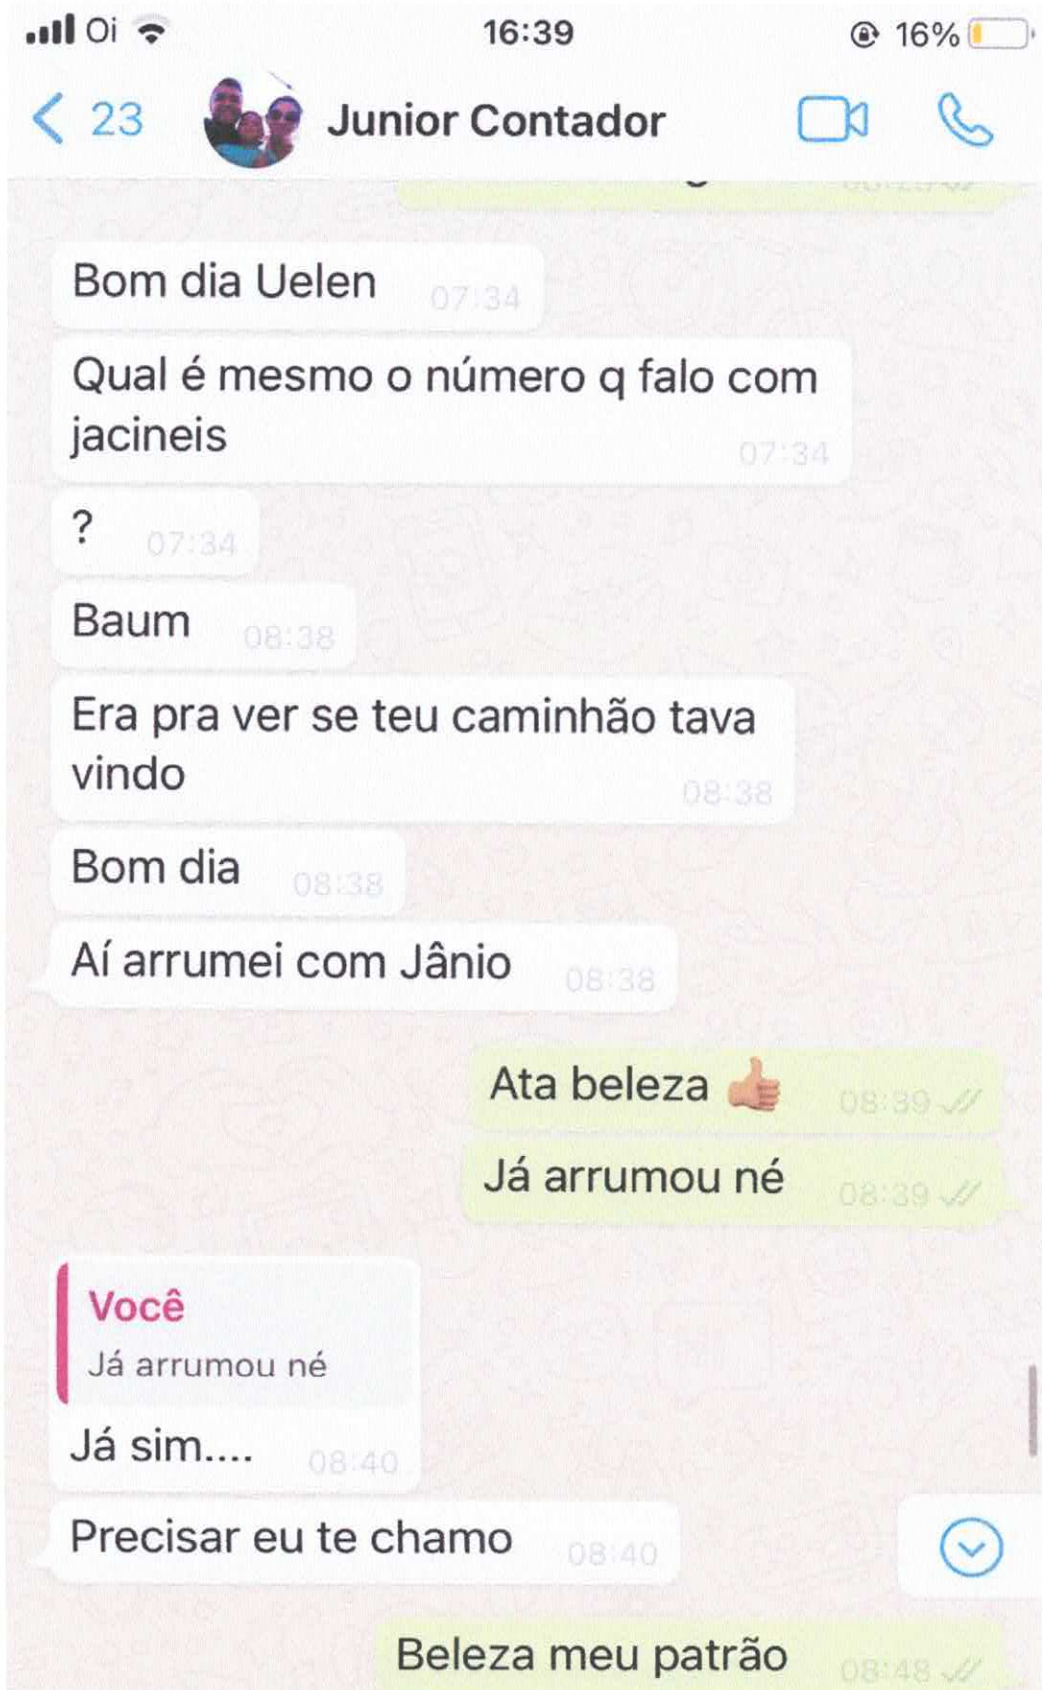 Oi 16:39 16%
23 Junior Contador
Bom dia Uelen 07:34
Qual é mesmo o número q falo com
jacineis 07:34
? 07:34
Baum 08:38
Era pra ver se teu caminhão tava
vindo 08:38
Bom dia 08:38
Aí arrumei com Jânio 08:38
Ata beleza 👍🏼 08:39
Já arrumou né 08:39
Você
Já arrumou né
Já sim.... 08:40
Precisar eu te chamo 08:40
Beleza meu patrão 08:48